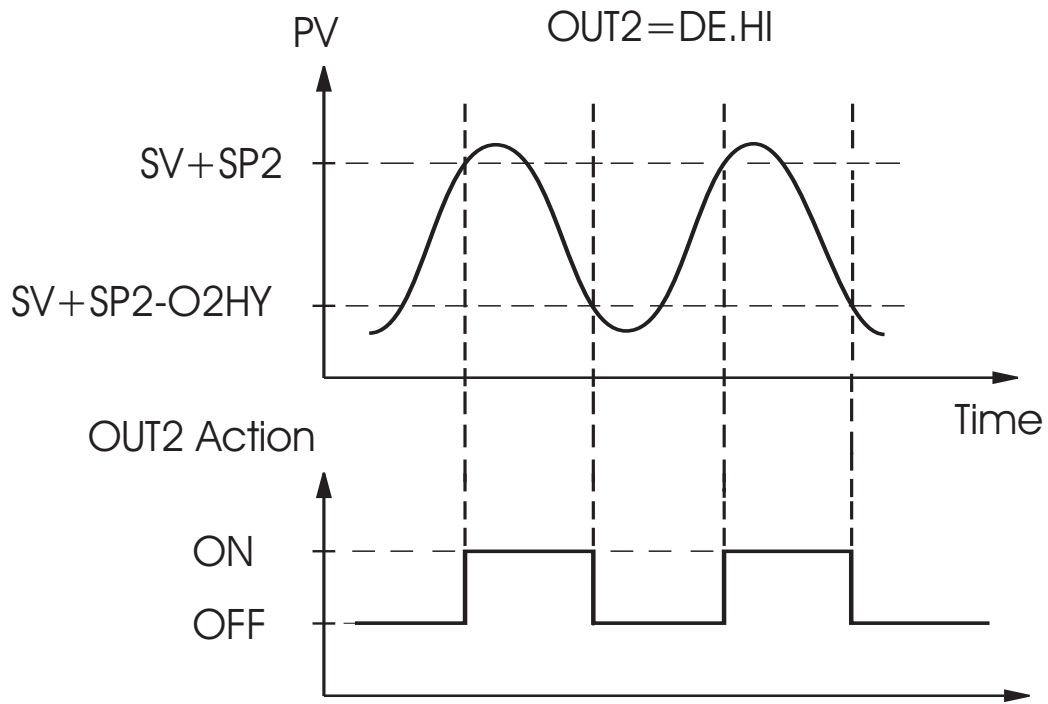 PV
OUT2=DE.HI
SV+SP2
SV+SP2-O2HY
Time
OUT2 Action
ON
OFF